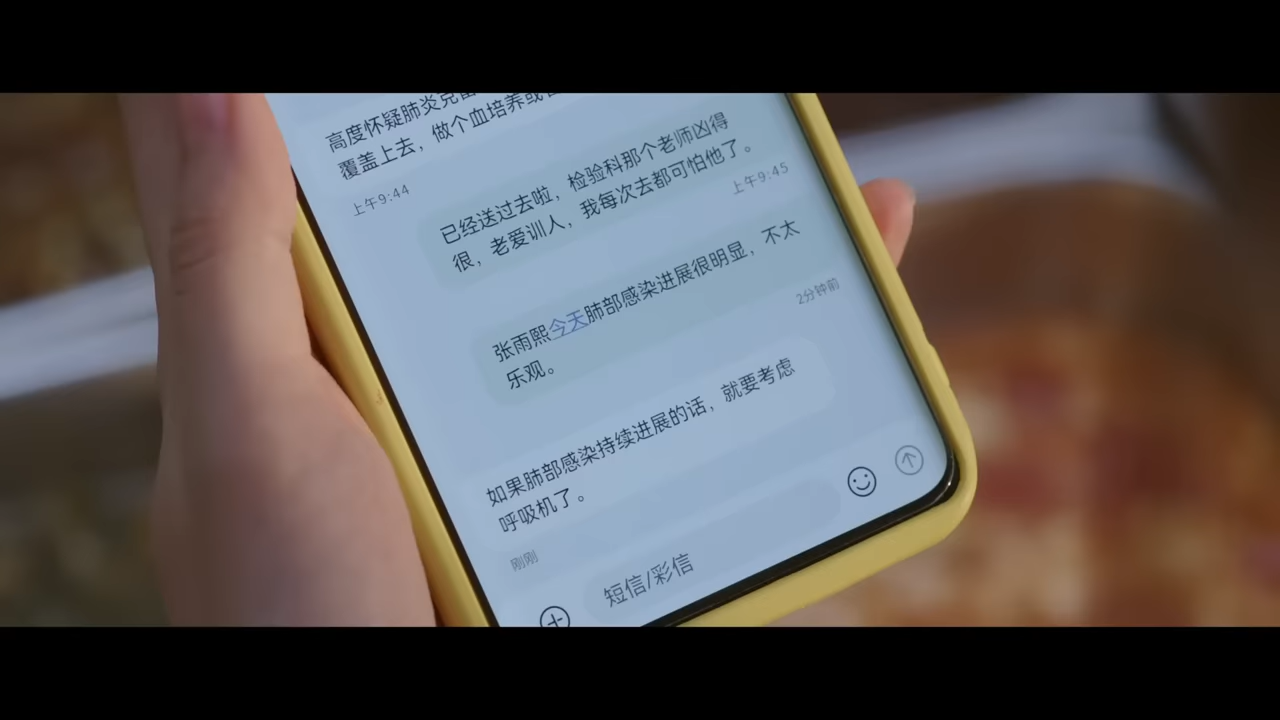 高度怀疑肺炎克雷
覆盖上去，做个血培养或
上午9:44
已经送过去啦，检验科那个老师凶得
很，老爱训人，我每次去都可怕他了。
上午9:45
张雨熙今天肺部感染进展很明显，不太
乐观。
2分钟前
如果肺部感染持续进展的话，就要考虑
呼吸机了。
刚刚
短信/彩信